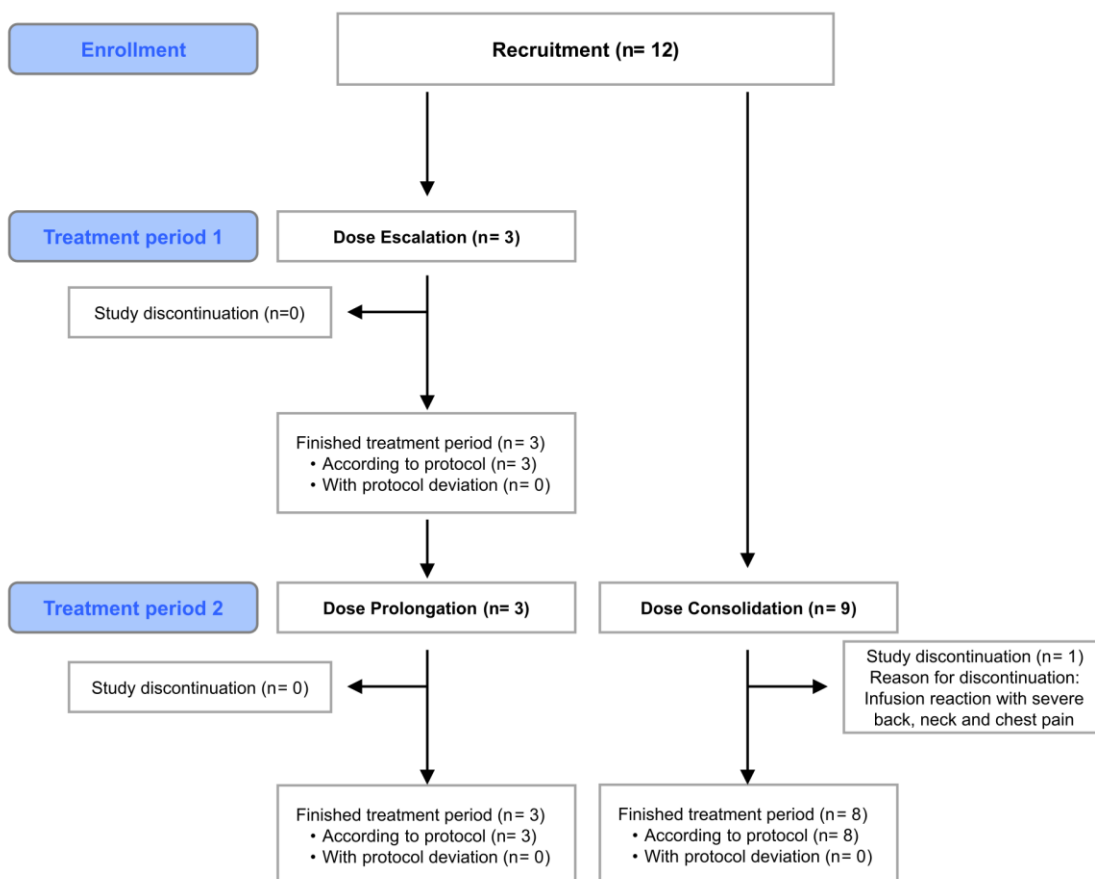 Enrollment
Recruitment (n= 12)
Treatment period 1
Dose Escalation (n= 3)
Study discontinuation (n=0)
Finished treatment period (n= 3)
• According to protocol (n= 3)
• With protocol deviation (n= 0)
Treatment period 2
Dose Prolongation (n= 3)
Dose Consolidation (n= 9)
Study discontinuation (n= 0)
Study discontinuation (n= 1)
Reason for discontinuation:
Infusion reaction with severe
back, neck and chest pain
Finished treatment period (n= 3)
• According to protocol (n= 3)
• With protocol deviation (n= 0)
Finished treatment period (n= 8)
• According to protocol (n= 8)
• With protocol deviation (n= 0)